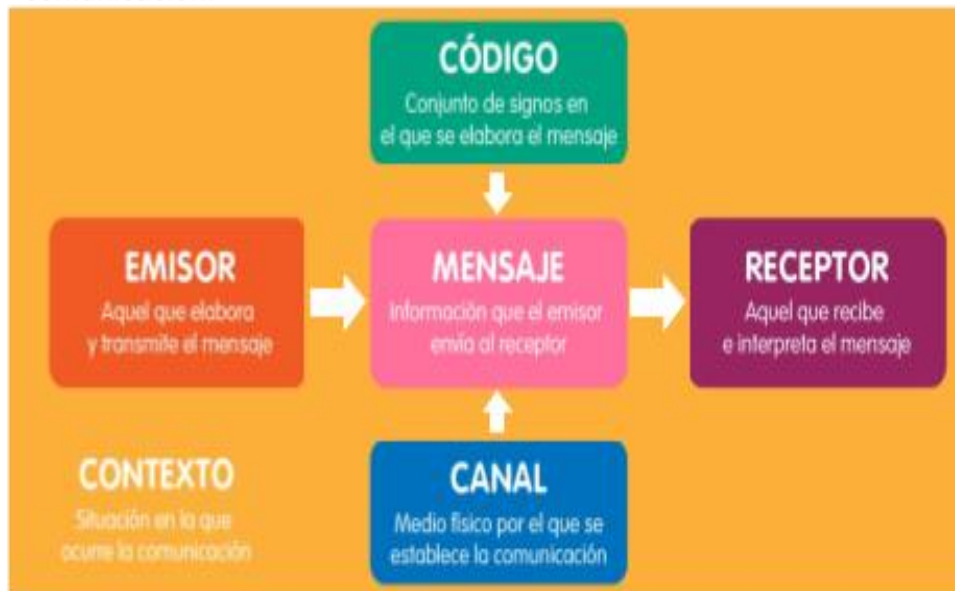 CÓDIGO
Conjunto de signos en
el que se elabora el mensaje
EMISOR
Aquel que elabora
y transmite el mensaje
MENSAJE
Información que el emisor
envía al receptor
RECEPTOR
Aquel que recibe
e interpreta el mensaje
CONTEXTO
Situación en la que
ocurre la comunicación
CANAL
Medio físico por el que se
establece la comunicación